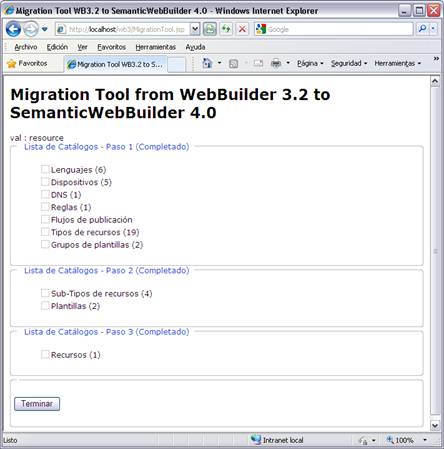 Migration Tool WB3.2 to SemanticWebBuilder 4.0 - Windows Internet Explorer
http://localhost/wb3/MigrationTool.jsp
Google
Archivo Edición Ver Favoritos Herramientas Ayuda
Favoritos Migration Tool WB3.2 to S... Página Seguridad Herramientas
Migration Tool from WebBuilder 3.2 to
SemanticWebBuilder 4.0
val : resource
Lista de Catálogos - Paso 1 (Completado)
Lenguajes (6)
Dispositivos (5)
DNS (1)
Reglas (1)
Flujos de publicación
Tipos de recursos (19)
Grupos de plantillas (2)
Lista de Catálogos - Paso 2 (Completado)
Sub-Tipos de recursos (4)
Plantillas (2)
Lista de Catálogos - Paso 3 (Completado)
Recursos (1)
Terminar
Listo Intranet local 100%